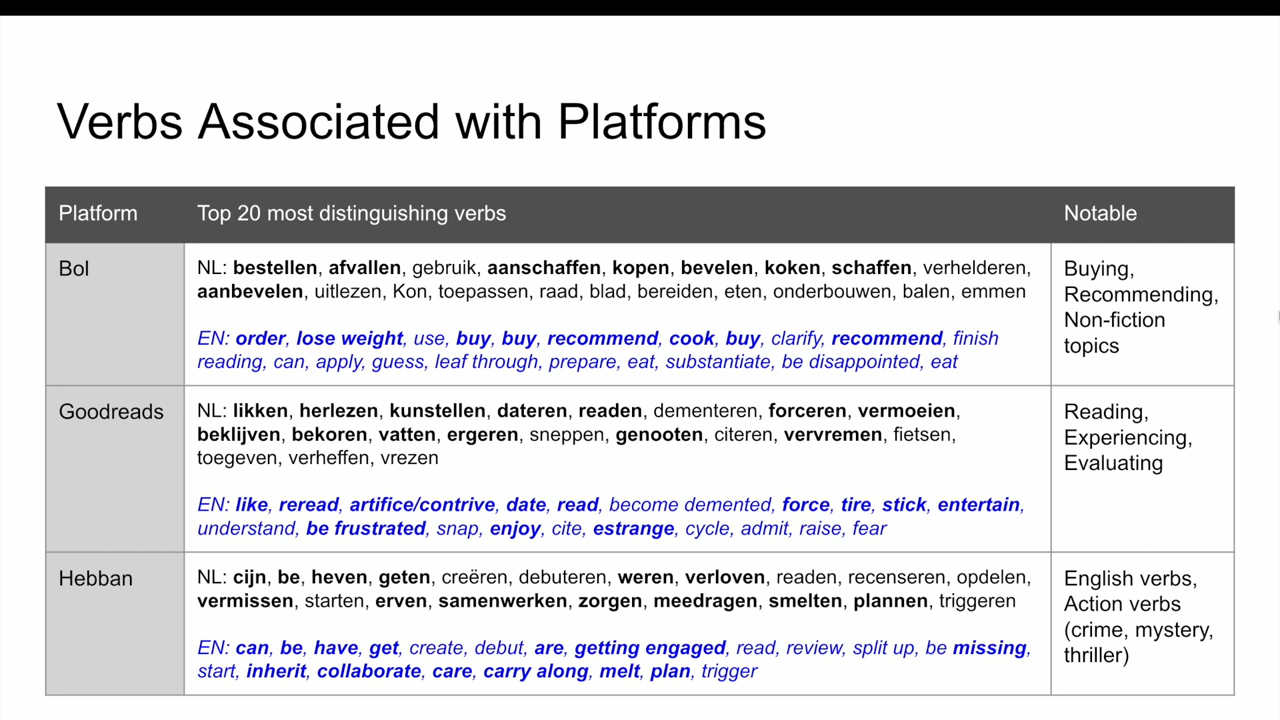 Verbs Associated with Platforms
Platform
Top 20 most distinguishing verbs
Notable
Bol
NL: bestellen, afvallen, gebruik, aanschaffen, kopen, bevelen, koken, schaffen, verhelderen,
aanbevelen, uitlezen, Kon, toepassen, raad, blad, bereiden, eten, onderbouwen, balen, emmen
EN: order, lose weight, use, buy, buy, recommend, cook, buy, clarify, recommend, finish
reading, can, apply, guess, leaf through, prepare, eat, substantiate, be disappointed, eat
Buying,
Recommending,
Non-fiction
topics
Goodreads
NL: likken, herlezen, kunstellen, dateren, readen, dementeren, forceren, vermoeien,
beklijven, bekoren, vatten, ergeren, sneppen, genooten, citeren, vervremen, fietsen,
toegeven, verheffen, vrezen
EN: like, reread, artifice/contrive, date, read, become demented, force, tire, stick, entertain,
understand, be frustrated, snap, enjoy, cite, estrange, cycle, admit, raise, fear
Reading,
Experiencing,
Evaluating
Hebban
NL: cijn, be, heven, geten, creëren, debuteren, weren, verloven, readen, recenseren, opdelen,
vermissen, starten, erven, samenwerken, zorgen, meedragen, smelten, plannen, triggeren
EN: can, be, have, get, create, debut, are, getting engaged, read, review, split up, be missing,
start, inherit, collaborate, care, carry along, melt, plan, trigger
English verbs,
Action verbs
(crime, mystery,
thriller)